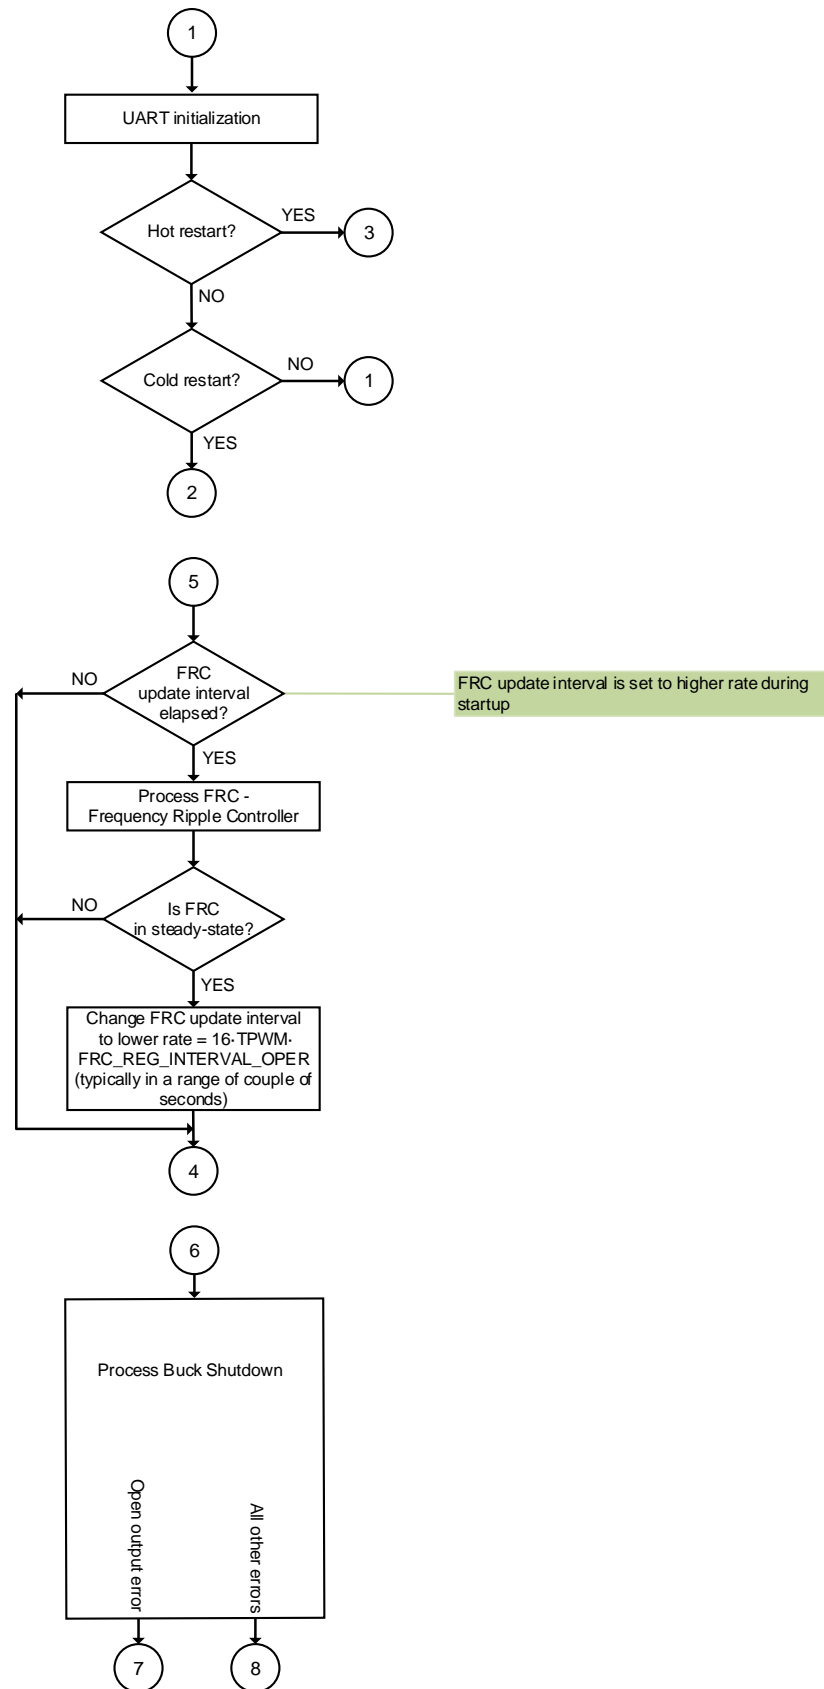 1
UART initialization
Hot restart?
YES
3
NO
Cold restart?
NO
1
YES
2
5
FRC
update interval
elapsed?
NO
FRC update interval is set to higher rate during
startup
YES
Process FRC -
Frequency Ripple Controller
Is FRC
in steady-state?
NO
YES
Change FRC update interval
to lower rate = 16·TPWM·
FRC_REG_INTERVAL_OPER
(typically in a range of couple of
seconds)
4
6
Process Buck Shutdown
Open output error
All other errors
7
8